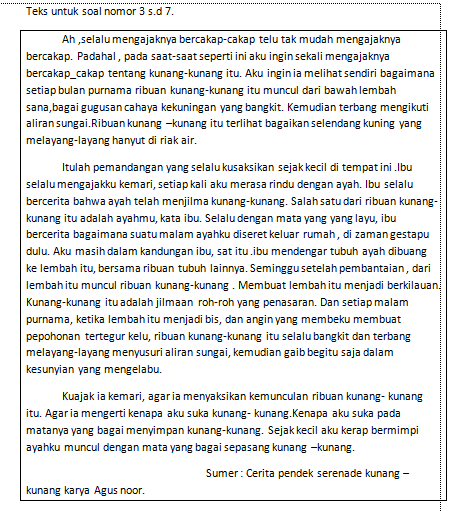 Teks untuk soal nomor 3 s.d 7.
Ah ,selalu mengajaknya bercakap-cakap telu tak mudah mengajaknya
bercakap. Padahal , pada saat-saat seperti ini aku ingin sekali mengajaknya
bercakap_cakap tentang kunang-kunang itu. Aku ingin ia melihat sendiri bagaimana
setiap bulan purnama ribuan kunang-kunang itu muncul dari bawah lembah
sana,bagai gugusan cahaya kekuningan yang bangkit. Kemudian terbang mengikuti
aliran sungai.Ribuan kunang –kunang itu terlihat bagaikan selendang kuning yang
melayang-layang hanyut di riak air.
Itulah pemandangan yang selalu kusaksikan sejak kecil di tempat ini .Ibu
selalu mengajakku kemari, setiap kali aku merasa rindu dengan ayah. Ibu selalu
bercerita bahwa ayah telah menjilma kunang-kunang. Salah satu dari ribuan kunang-
kunang itu adalah ayahmu, kata ibu. Selalu dengan mata yang yang layu, ibu
bercerita bagaimana suatu malam ayahku diseret keluar rumah , di zaman gestapu
dulu. Aku masih dalam kandungan ibu, sat itu .ibu mendengar tubuh ayah dibuang
ke lembah itu, bersama ribuan tubuh lainnya. Seminggu setelah pembantaian , dari
lembah itu muncul ribuan kunang-kunang . Membuat lembah itu menjadi berkilauan.
Kunang-kunang itu adalah jilmaan roh-roh yang penasaran. Dan setiap malam
purnama, ketika lembah itu menjadi bis, dan angin yang membeku membuat
pepohonan tertegur kelu, ribuan kunang-kunang itu selalu bangkit dan terbang
melayang-layang menyusuri aliran sungai, kemudian gaib begitu saja dalam
kesunyian yang mengelabu.
Kuajak ia kemari, agar ia menyaksikan kemunculan ribuan kunang- kunang
itu. Agar ia mengerti kenapa aku suka kunang- kunang.Kenapa aku suka pada
matanya yang bagai menyimpan kunang-kunang. Sejak kecil aku kerap bermimpi
ayahku muncul dengan mata yang bagai sepasang kunang –kunang.
Sumer : Cerita pendek serenade kunang –
kunang karya Agus noor.